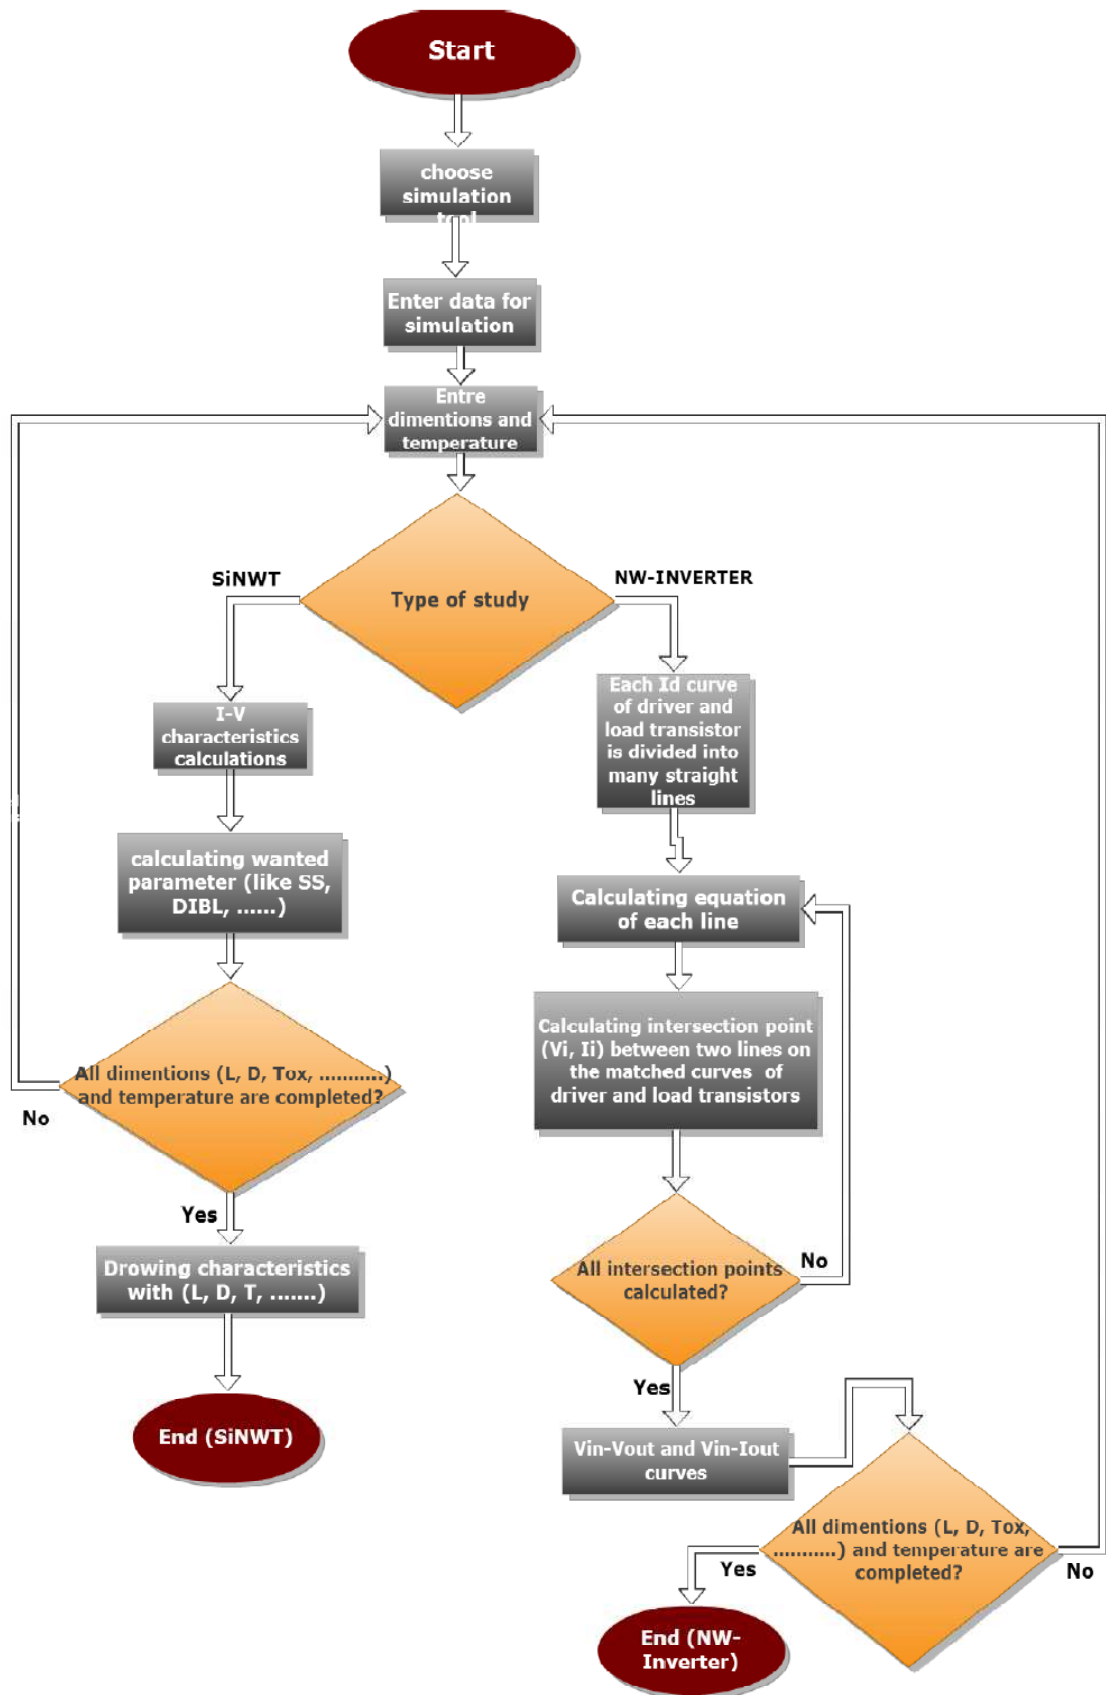 Start
choose
simulation
tool
Enter data for
simulation
Entre
dimentions and
temperature
Type of study
SiNWT
NW-INVERTER
I-V
characteristics
calculations
calculating wanted
parameter (like SS,
DIBL, ......)
All dimentions (L, D, Tox, ...........)
and temperature are completed?
No
Yes
Drowing characteristics
with (L, D, T, .......)
End (SiNWT)
Each Id curve
of driver and
load transistor
is divided into
many straight
lines
Calculating equation
of each line
Calculating intersection point
(Vi, Ii) between two lines on
the matched curves of
driver and load transistors
All intersection points
calculated?
No
Yes
Vin-Vout and Vin-Iout
curves
All dimentions (L, D, Tox,
...........) and temperature are
completed?
Yes
No
End (NW-
Inverter)